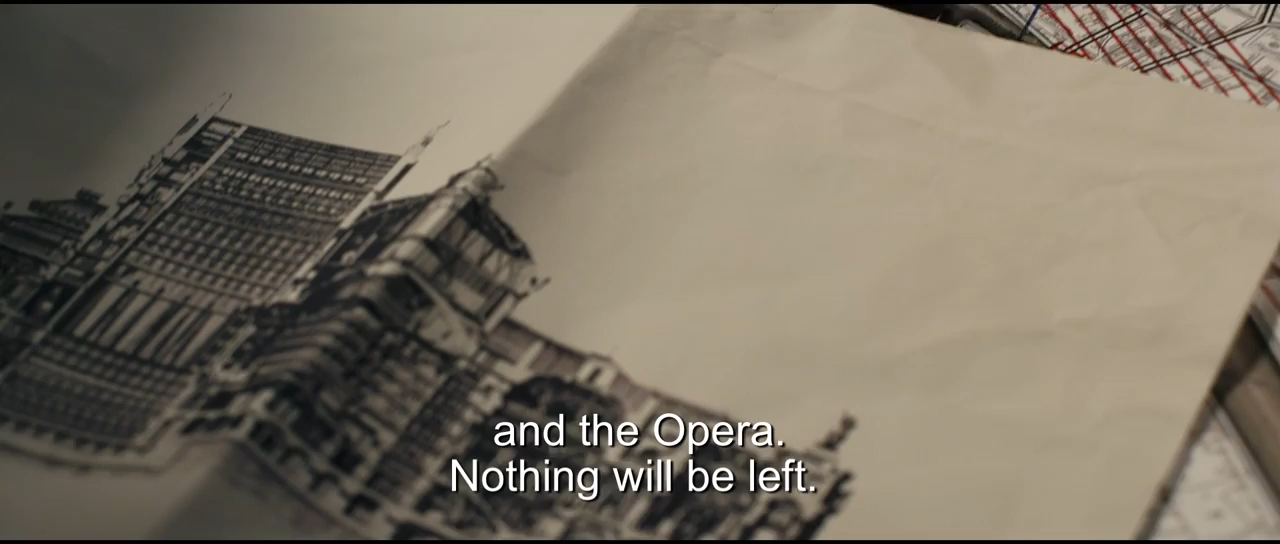 and the Opera.
Nothing will be left.